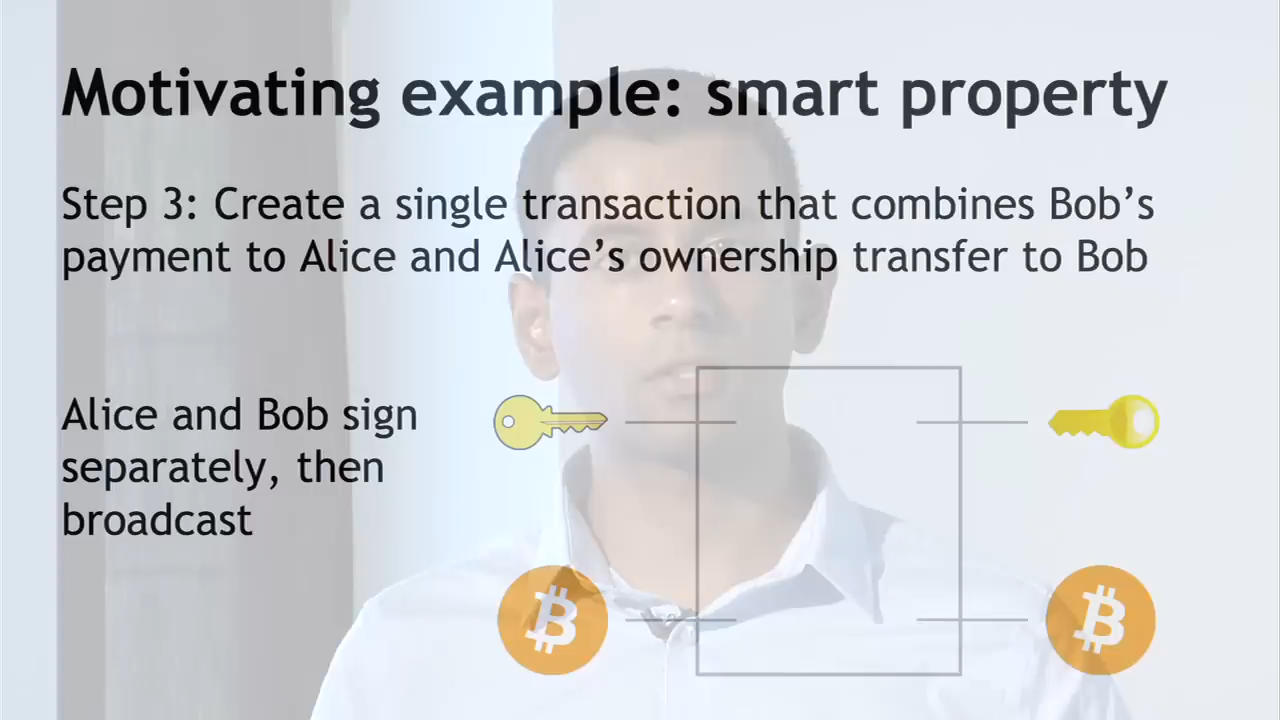 Motivating example: smart property
Step 3: Create a single transaction that combines Bob’s
payment to Alice and Alice’s ownership transfer to Bob
Alice and Bob sign
separately, then
broadcast